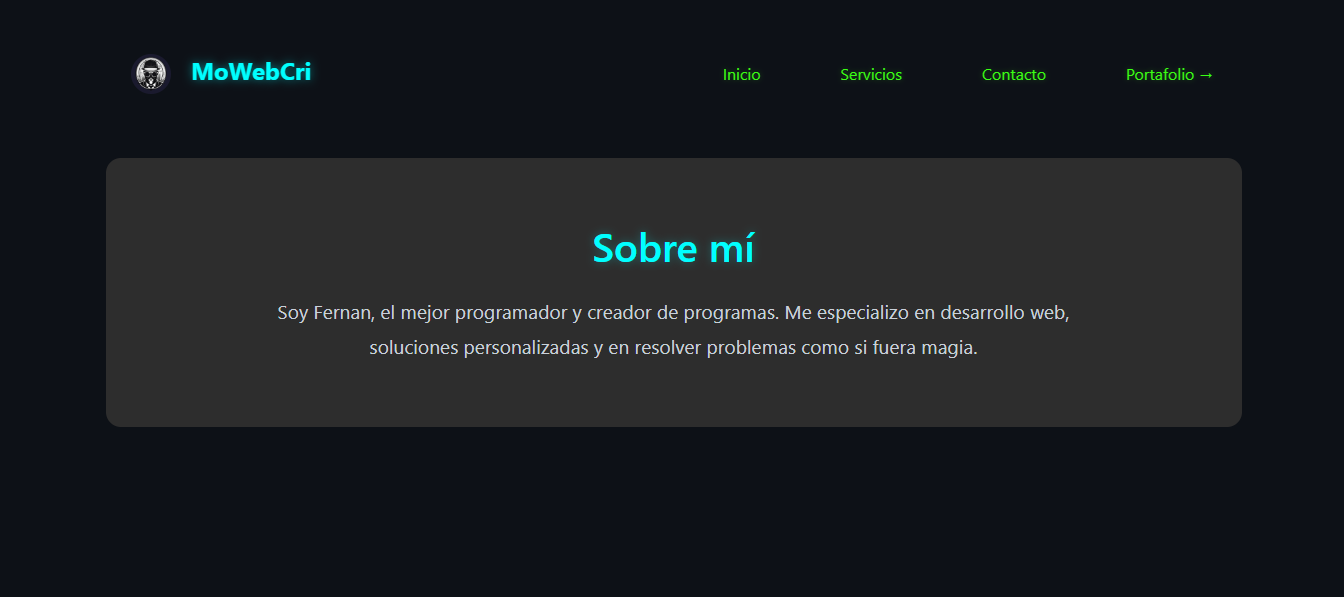 MoWebCri
Inicio Servicios Contacto Portafolio →
Sobre mí
Soy Fernan, el mejor programador y creador de programas. Me especializo en desarrollo web,
soluciones personalizadas y en resolver problemas como si fuera magia.